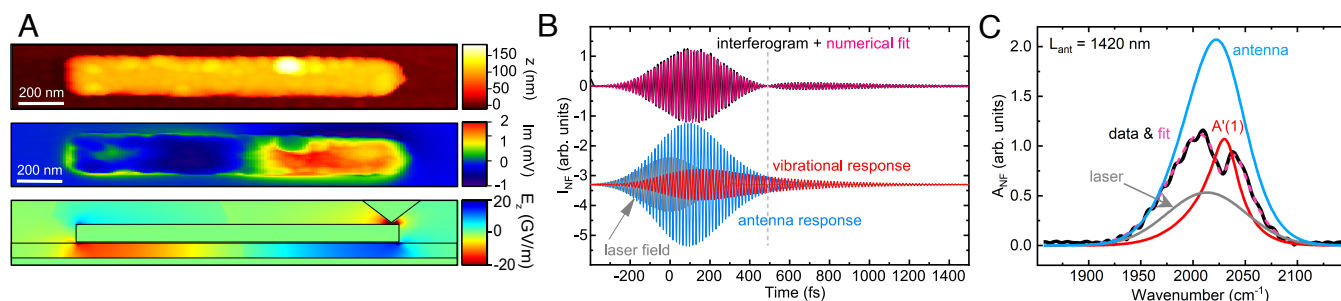 A
200 nm
150
100
50
0
z (nm)
200 nm
2
1
0
-1
Im (mV)
20
0
-20
E_z (GV/m)
B
interferogram + numerical fit
vibrational response
antenna response
laser field
1
0
-1
-2
-3
-4
-5
I_NF (arb. units)
-400 -200 0 200 400 600 800 1000 1200 1400
Time (fs)
C
L_ant = 1420 nm
antenna
data & fit
A'(1)
laser
2.0
1.5
1.0
0.5
0.0
A_NF (arb. units)
1900 1950 2000 2050 2100
Wavenumber (cm⁻¹)